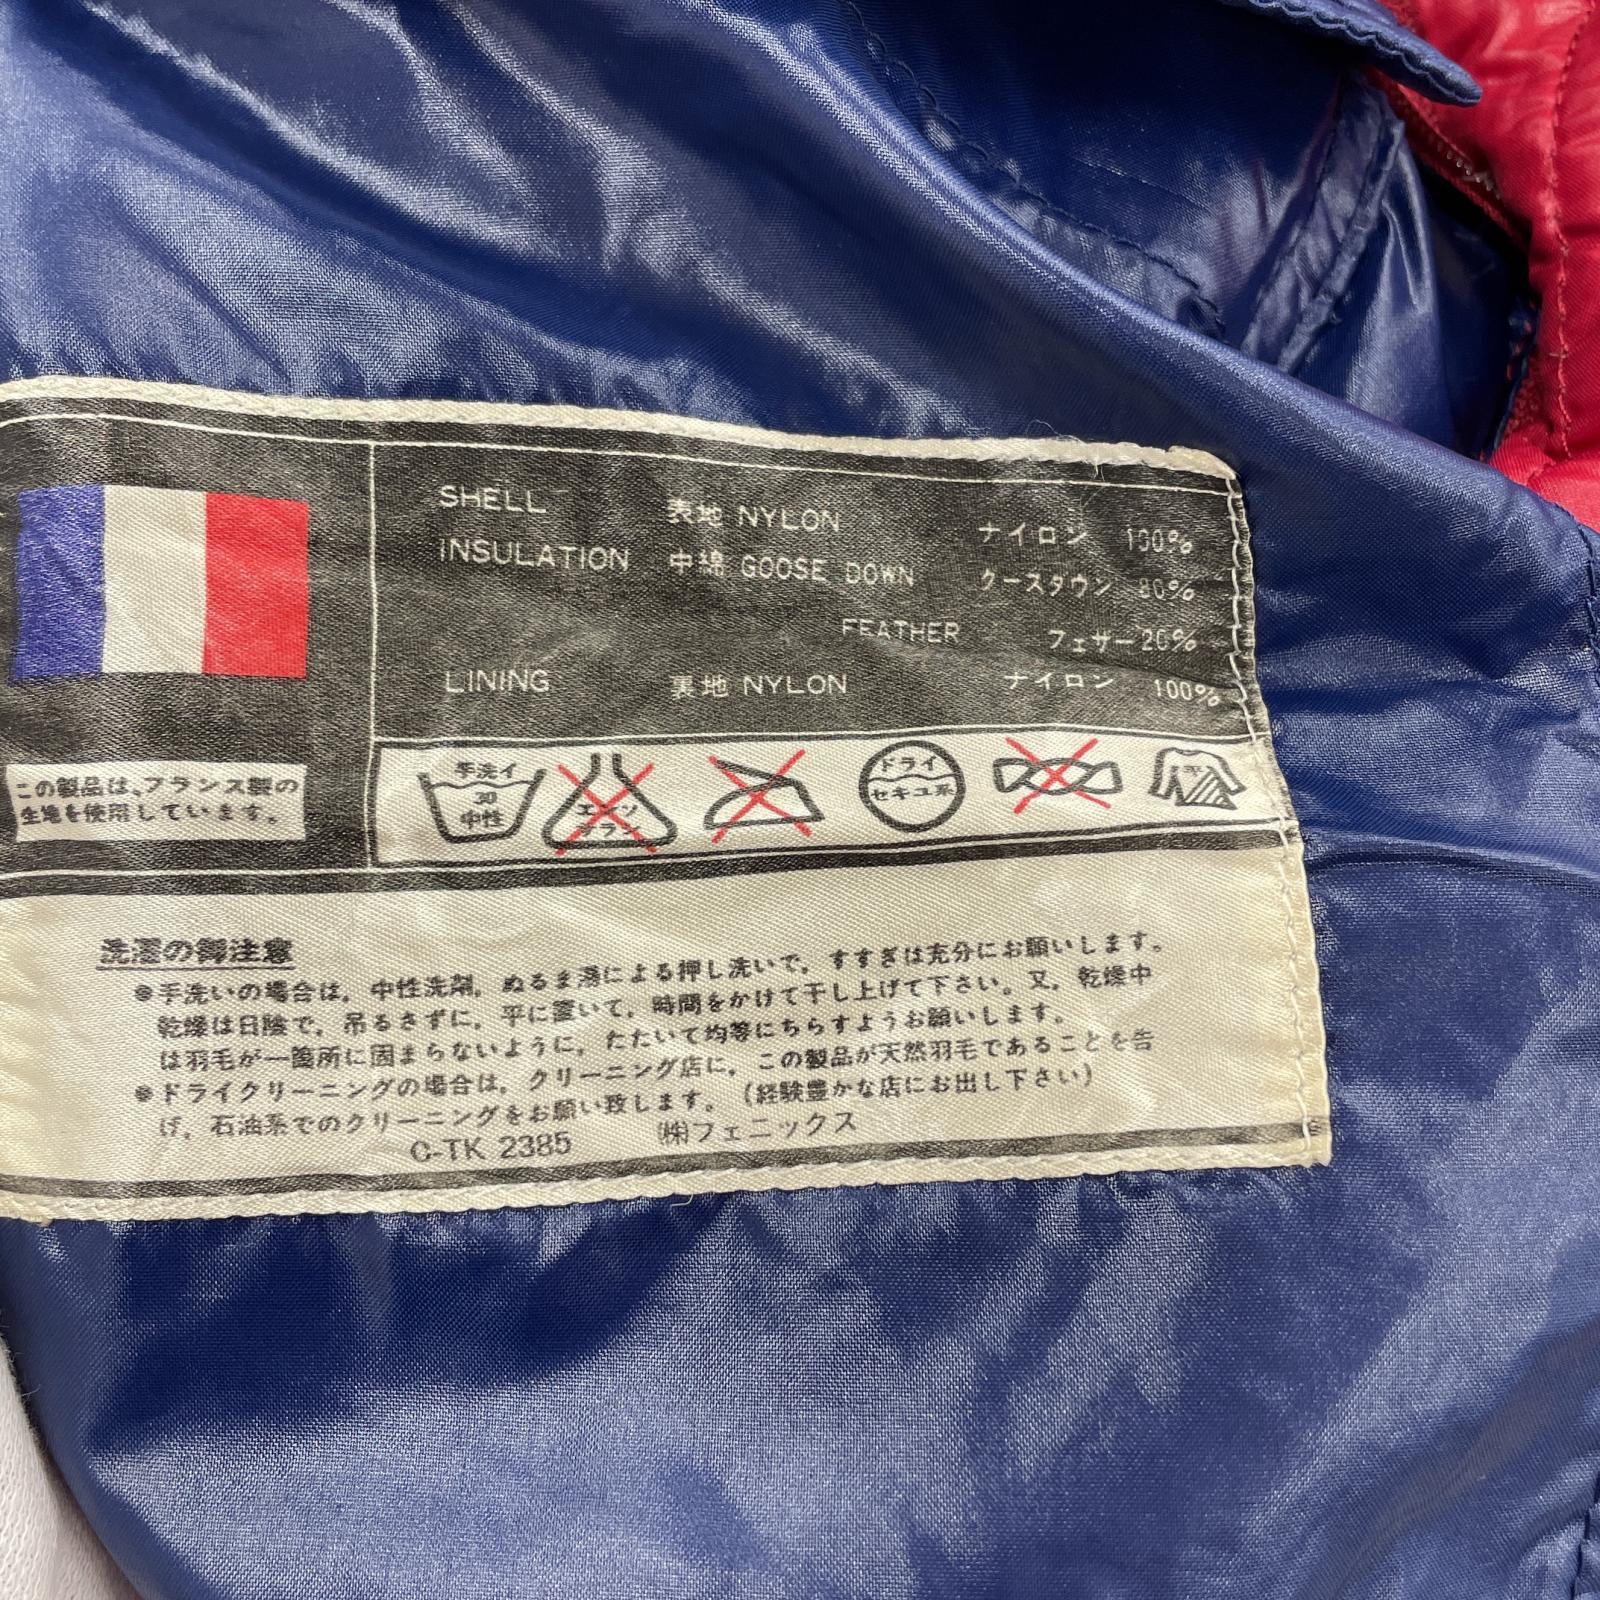 SHELL 表地 NYLON ナイロン 100%
INSULATION 中綿 GOOSE DOWN グースダウン 80%
FEATHER フェザー 20%
LINING 裏地 NYLON ナイロン 100%
この製品は、フランス製の
生地を使用しています。
手洗イ
30
中性
エンソ
サラシ
ドライ
セキユ系
洗濯の御注意
●手洗いの場合は、中性洗剤、ぬるま湯による押し洗いで、すすぎは充分にお願いします。
乾燥は日陰で、吊るさずに、平に置いて、時間をかけて干し上げて下さい。又、乾燥中
は羽毛が一箇所に固まらないように、たたいて均等にちらすようお願いします。
●ドライクリーニングの場合は、クリーニング店に、この製品が天然羽毛であることを告
げ、石油系でのクリーニングをお願い致します。(経験豊かな店にお出し下さい)
C-TK 2385 ㈱フェニックス